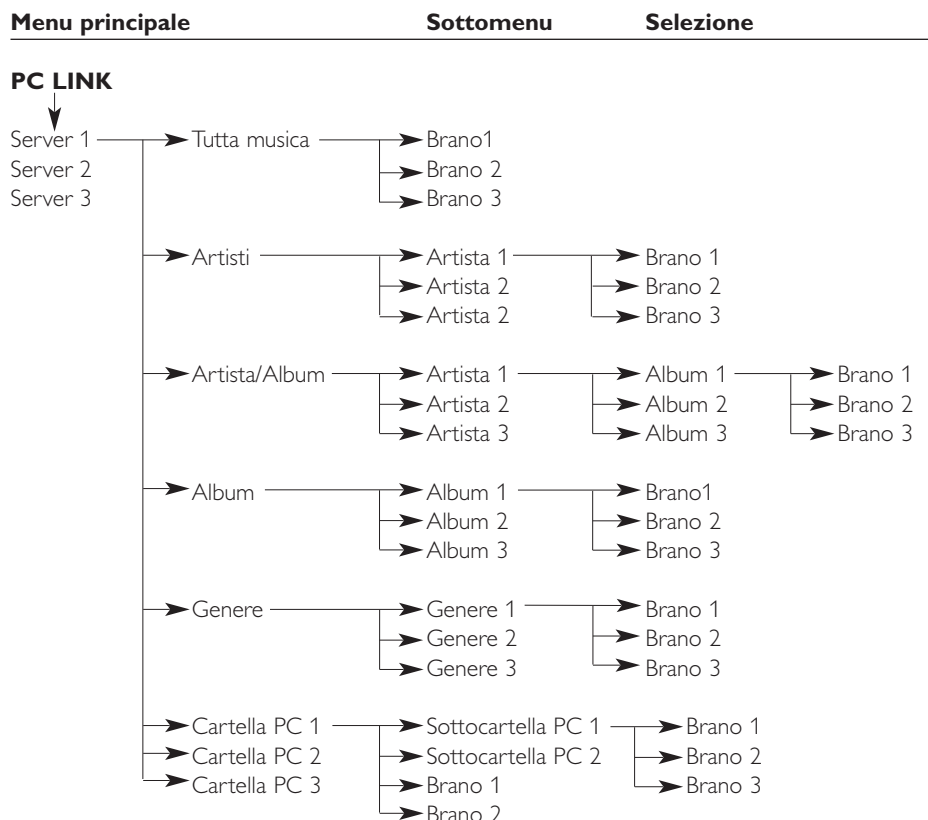 Menu principale Sottomenu Selezione
PC LINK
Server 1 Tutta musica Brano1
Server 2 Brano 2
Server 3 Brano 3
Artisti Artista 1 Brano 1
Artista 2 Brano 2
Artista 2 Brano 3
Artista/Album Artista 1 Album 1 Brano 1
Artista 2 Album 2 Brano 2
Artista 3 Album 3 Brano 3
Album Album 1 Brano1
Album 2 Brano 2
Album 3 Brano 3
Genere Genere 1 Brano 1
Genere 2 Brano 2
Genere 3 Brano 3
Cartella PC 1 Sottocartella PC 1 Brano 1
Cartella PC 2 Sottocartella PC 2 Brano 2
Cartella PC 3 Brano 1 Brano 3
Brano 2